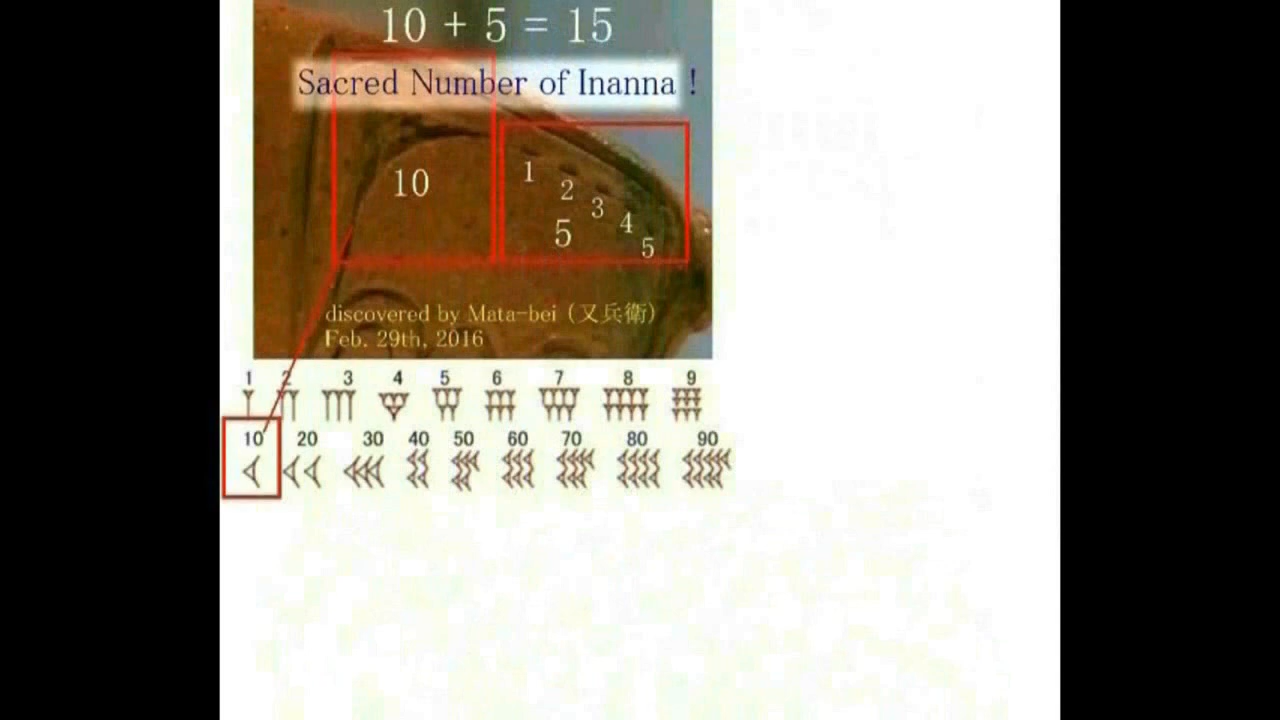 10 + 5 = 15
Sacred Number of Inanna !
10
1
2
3
4
5
5
discovered by Mata-bei (又兵衛)
Feb. 29th, 2016
1 2 3 4 5 6 7 8 9
10 20 30 40 50 60 70 80 90